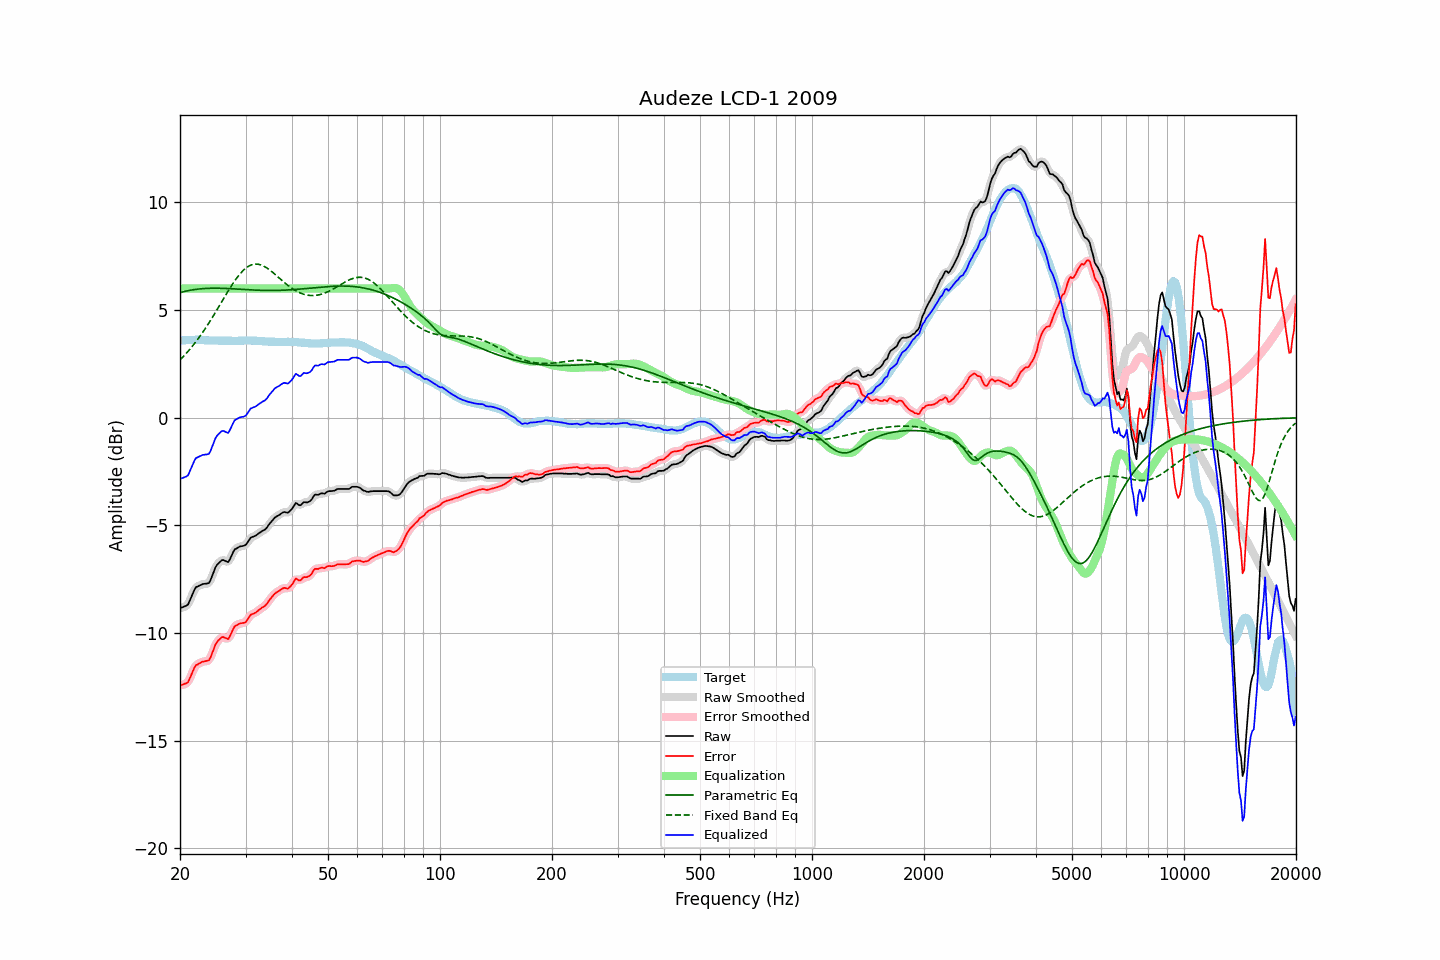 Audeze LCD-1 2009
Amplitude (dBr)
10
5
0
−5
−10
−15
−20
Target
Raw Smoothed
Error Smoothed
Raw
Error
Equalization
Parametric Eq
Fixed Band Eq
Equalized
20 50 100 200 500 1000 2000 5000 10000 20000
Frequency (Hz)